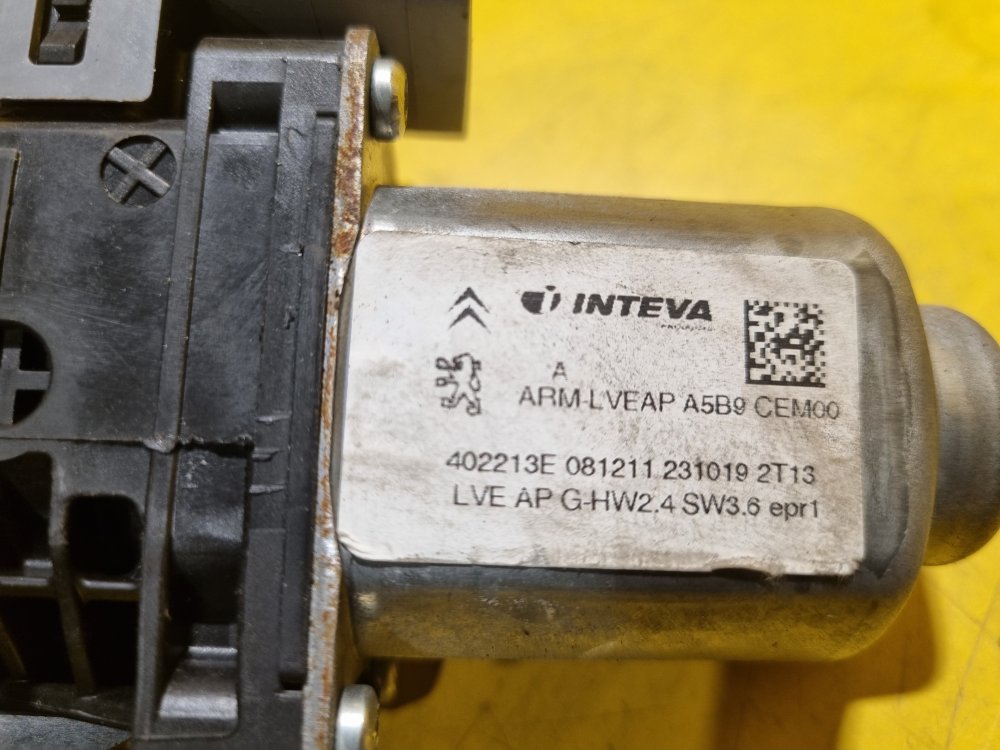 INTEVA
A
ARM-LVEAP A5B9 CEM00
402213E 081211 231019 2T13
LVE AP G-HW2.4 SW3.6 epr1